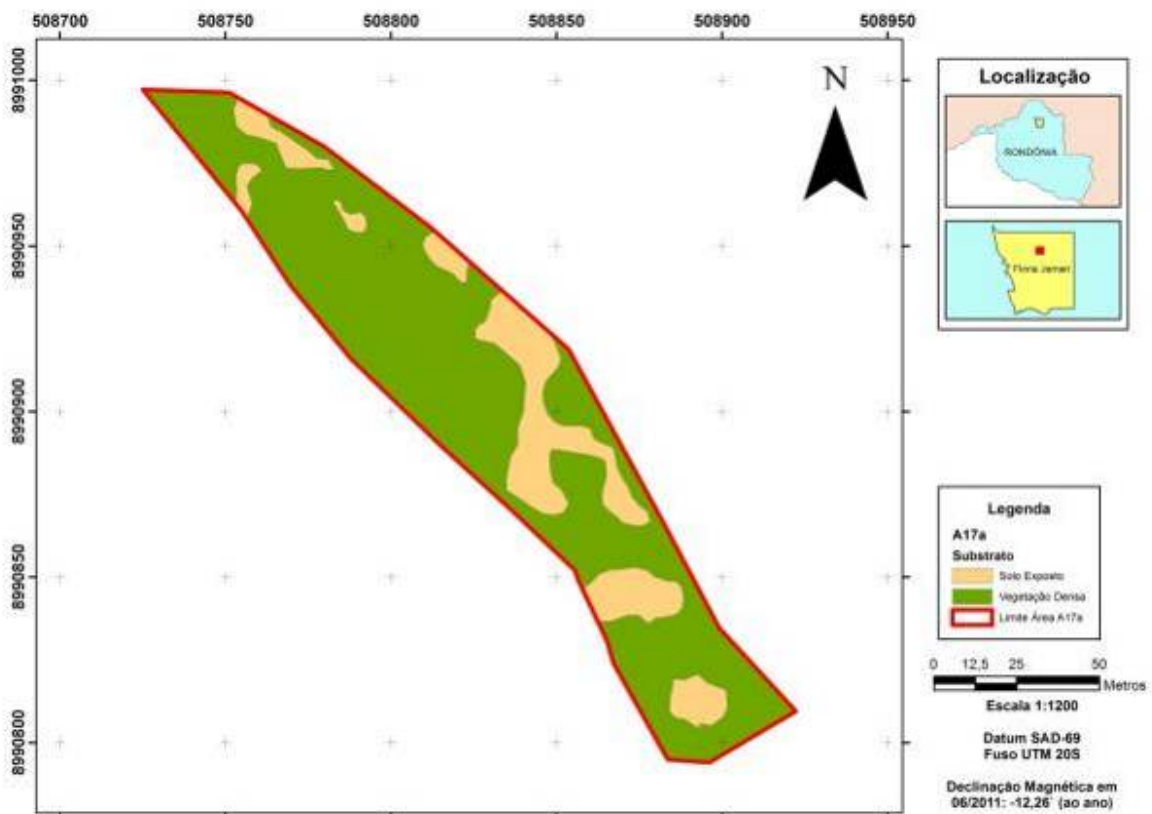 508700 508750 508800 508850 508900 508950
8991000
8990950
8990900
8990850
8990800
N
Localização
RONDÔNIA
Flona Jamari
Legenda
A17a
Substrato
Solo Exposto
Vegetação Densa
Limite Área A17a
0 12,5 25 50
Metros
Escala 1:1200
Datum SAD-69
Fuso UTM 20S
Declinação Magnética em
06/2011: -12,26' (ao ano)